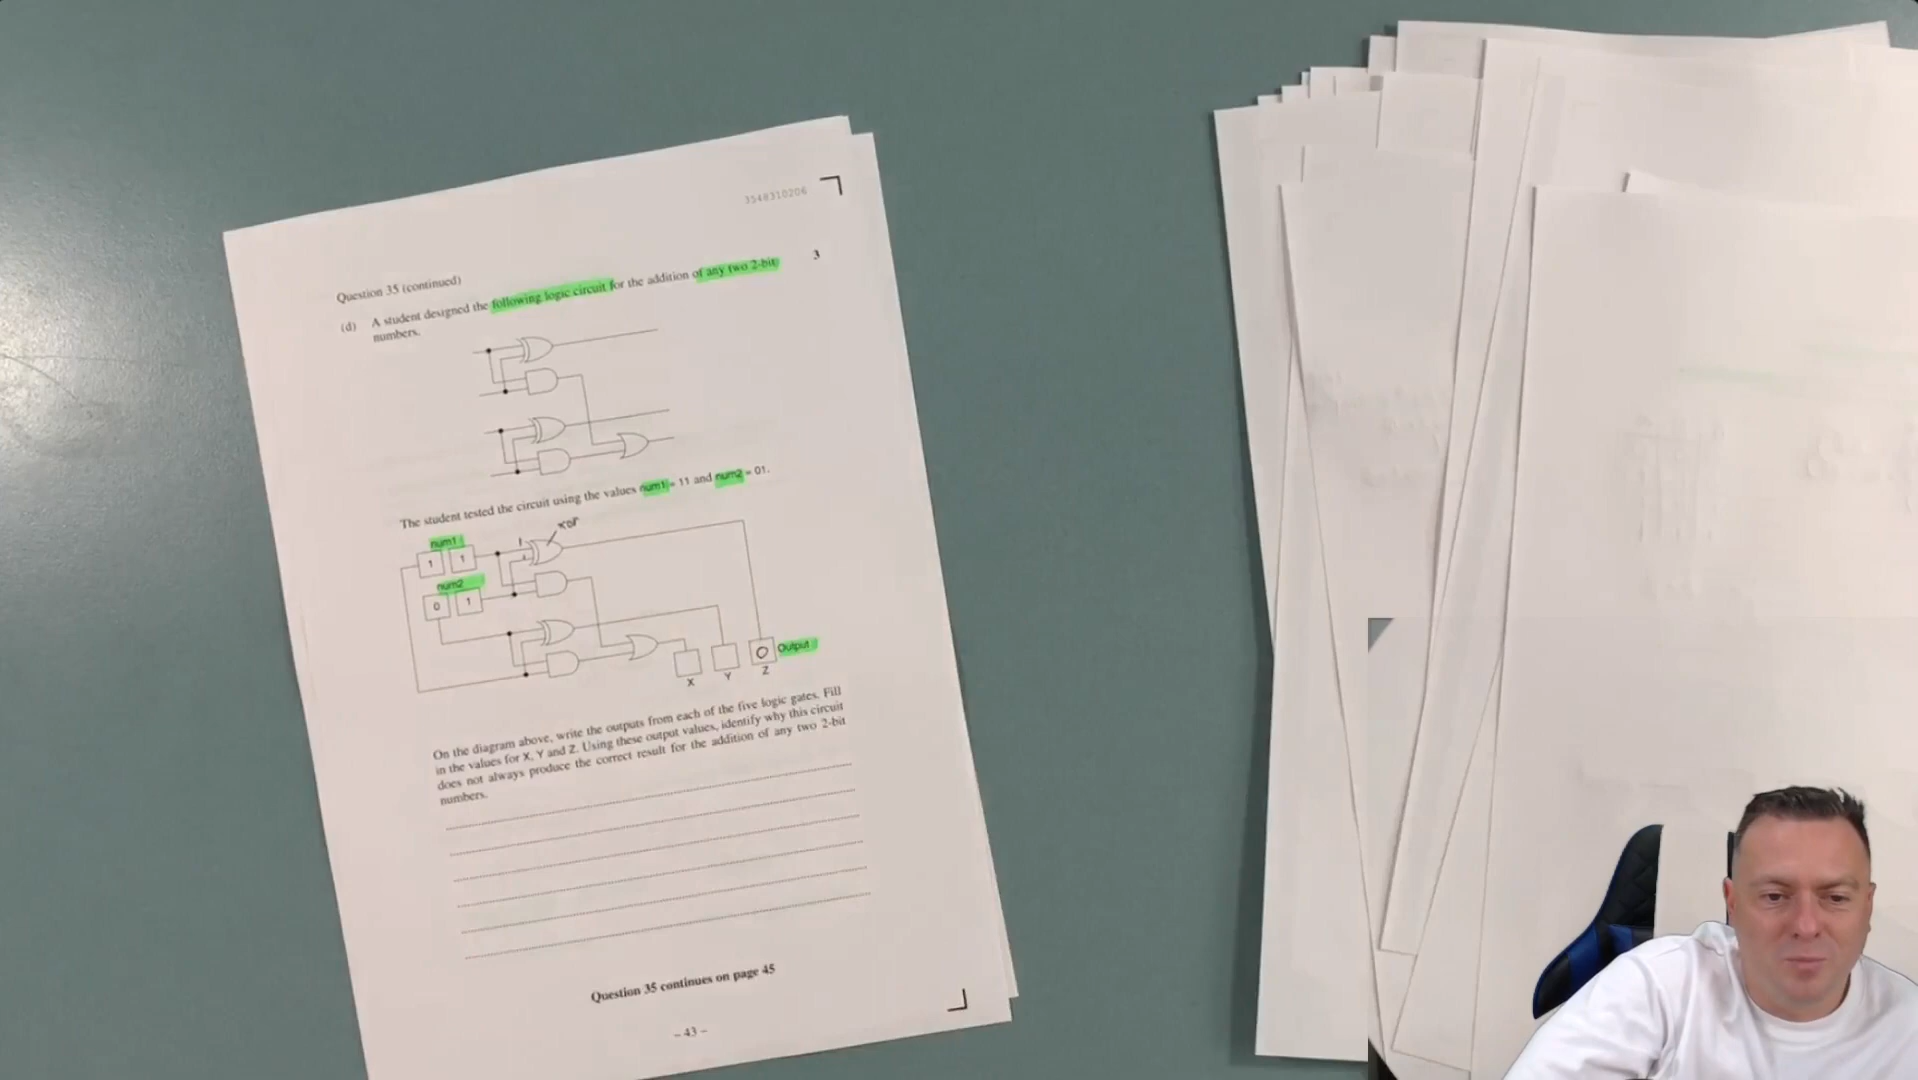 3548310206
Question 35 (continued)
3
(d) A student designed the following logic circuit for the addition of any two 2-bit
numbers.
The student tested the circuit using the values num1 = 11 and num2 = 01.
xor
num1
1 1
1
1
num2
0 1
0 Output
X Y Z
On the diagram above, write the outputs from each of the five logic gates. Fill
in the values for X, Y and Z. Using these output values, identify why this circuit
does not always produce the correct result for the addition of any two 2-bit
numbers.
Question 35 continues on page 45
– 43 –